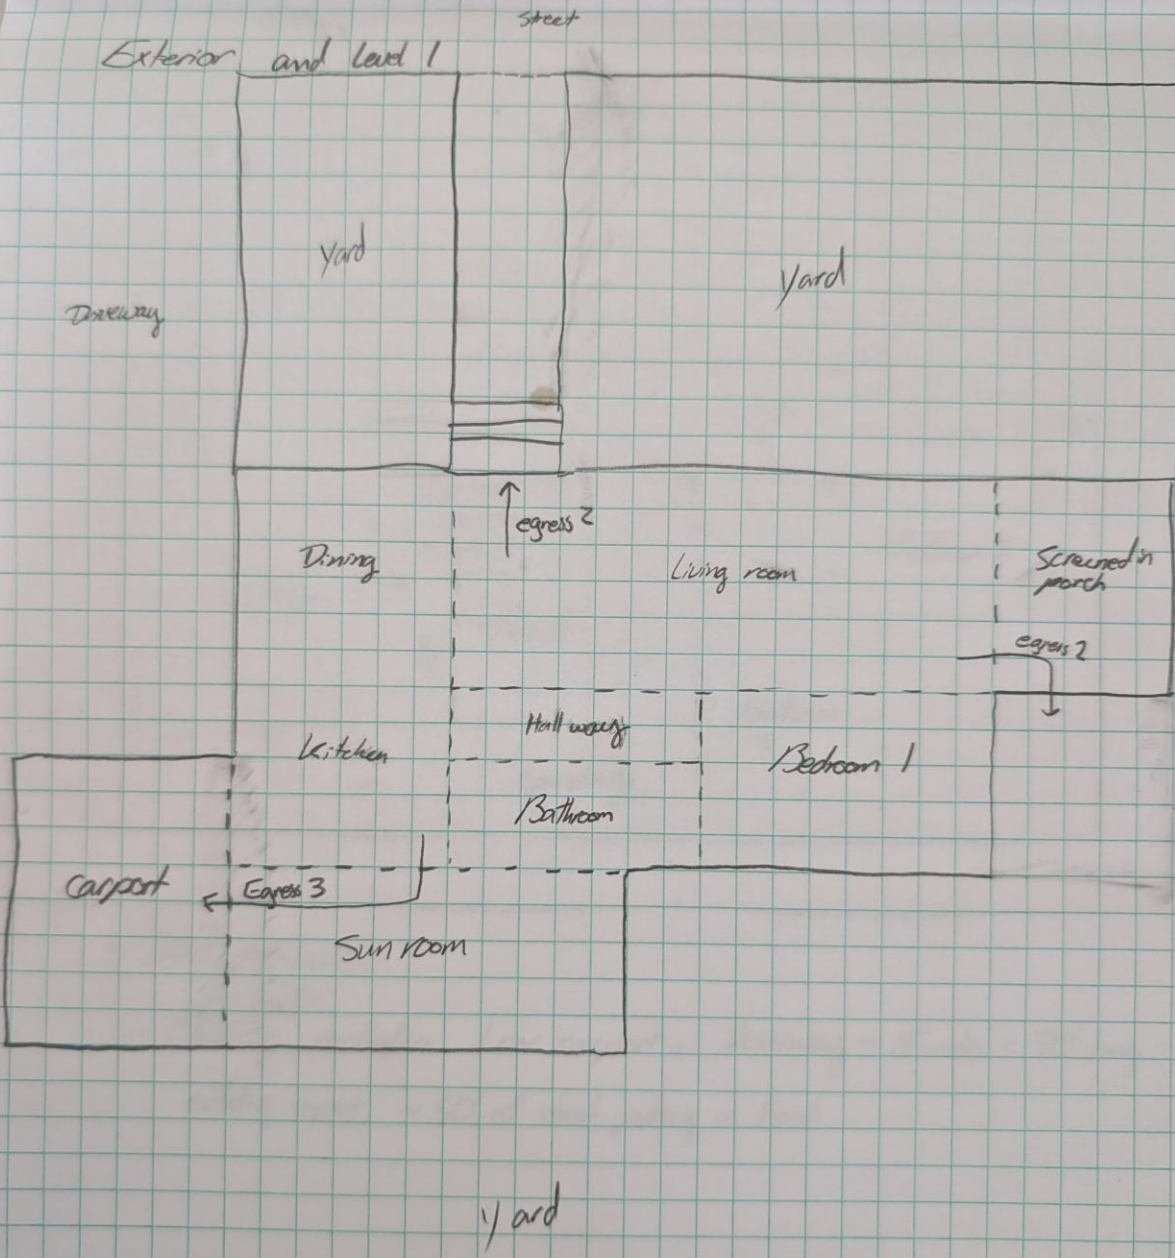 Street
Exterior and Level 1
Yard
Yard
Driveway
egress 2
Dining
Living room
Screened in
porch
egress 2
Hallway
Kitchen
Bedroom 1
Bathroom
Carport
Egress 3
Sun room
yard